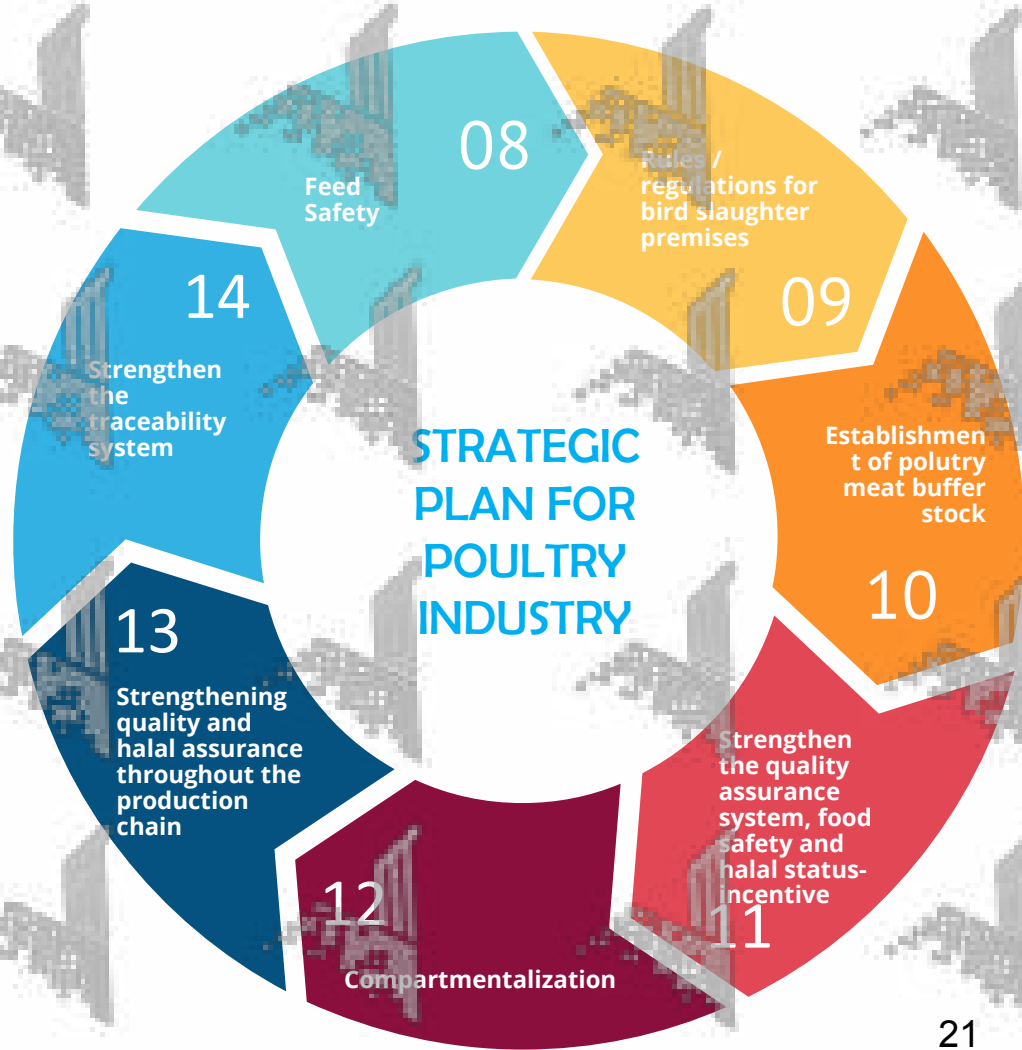 08
Feed
Safety
Rules /
regulations for
bird slaughter
premises
09
Establishmen
t of polutry
meat buffer
stock
10
Strengthen
the quality
assurance
system, food
safety and
halal status-
incentive
11
12
Compartmentalization
13
Strengthening
quality and
halal assurance
throughout the
production
chain
14
Strengthen
the
traceability
system
STRATEGIC
PLAN FOR
POULTRY
INDUSTRY
21